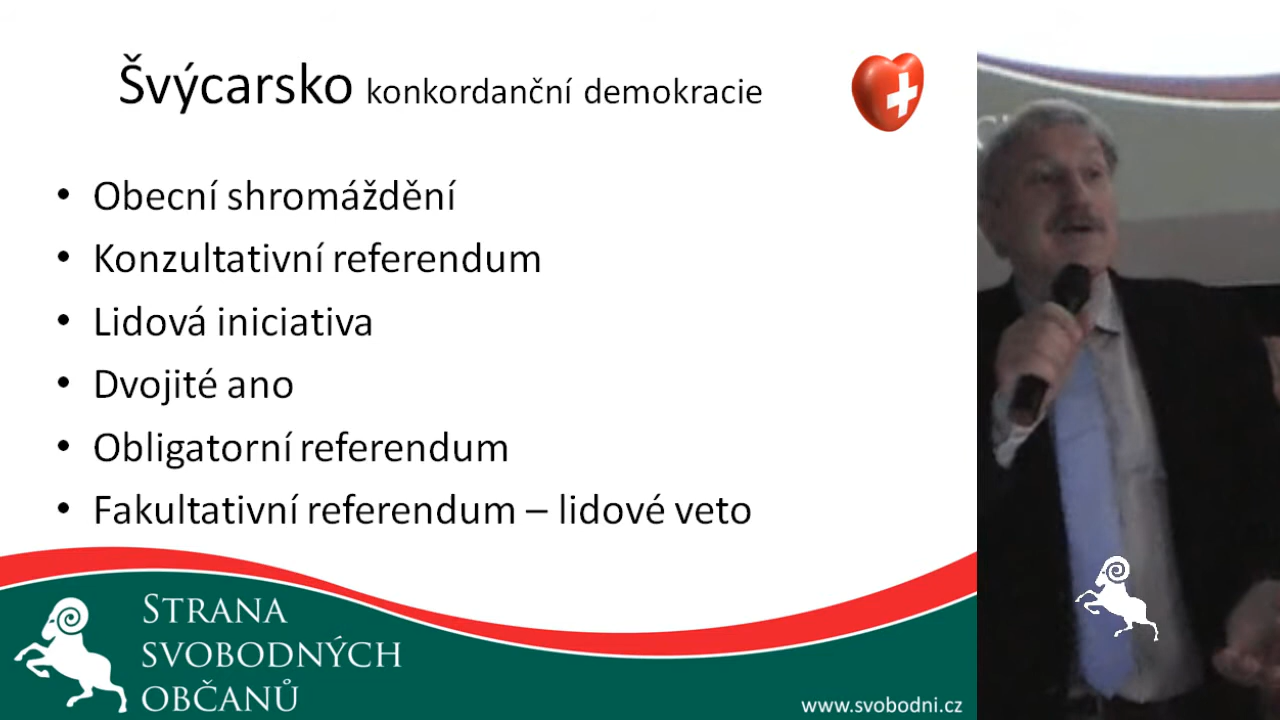 Švýcarsko konkordanční demokracie
• Obecní shromáždění
• Konzultativní referendum
• Lidová iniciativa
• Dvojité ano
• Obligatorní referendum
• Fakultativní referendum – lidové veto
STRANA
SVOBODNÝCH
OBČANŮ
www.svobodni.cz